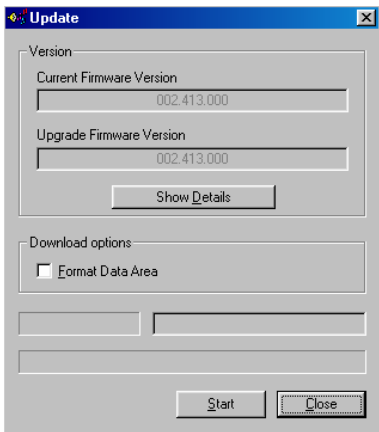 Update
Version
Current Firmware Version
002.413.000
Upgrade Firmware Version
002.413.000
Show Details
Download options
Format Data Area
Start
Close